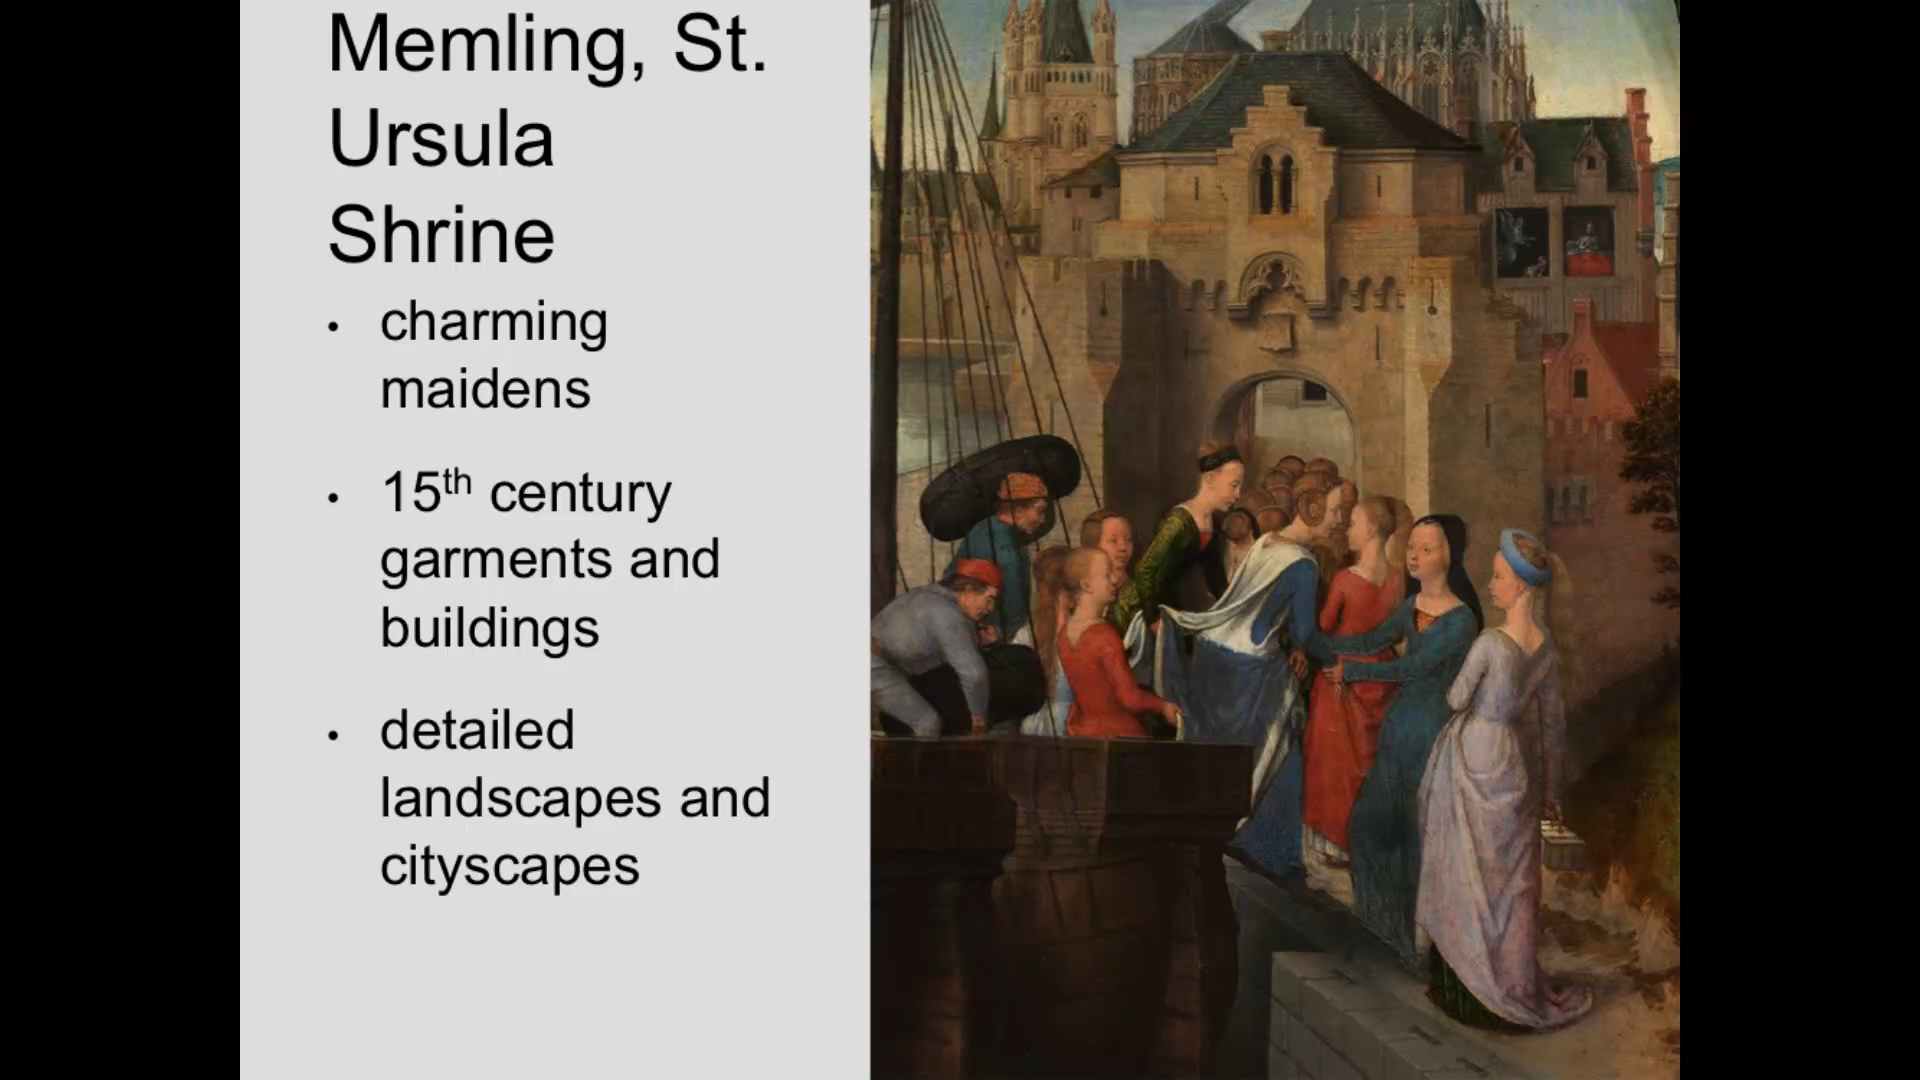 Memling, St.
Ursula
Shrine
• charming
maidens
• 15th century
garments and
buildings
• detailed
landscapes and
cityscapes